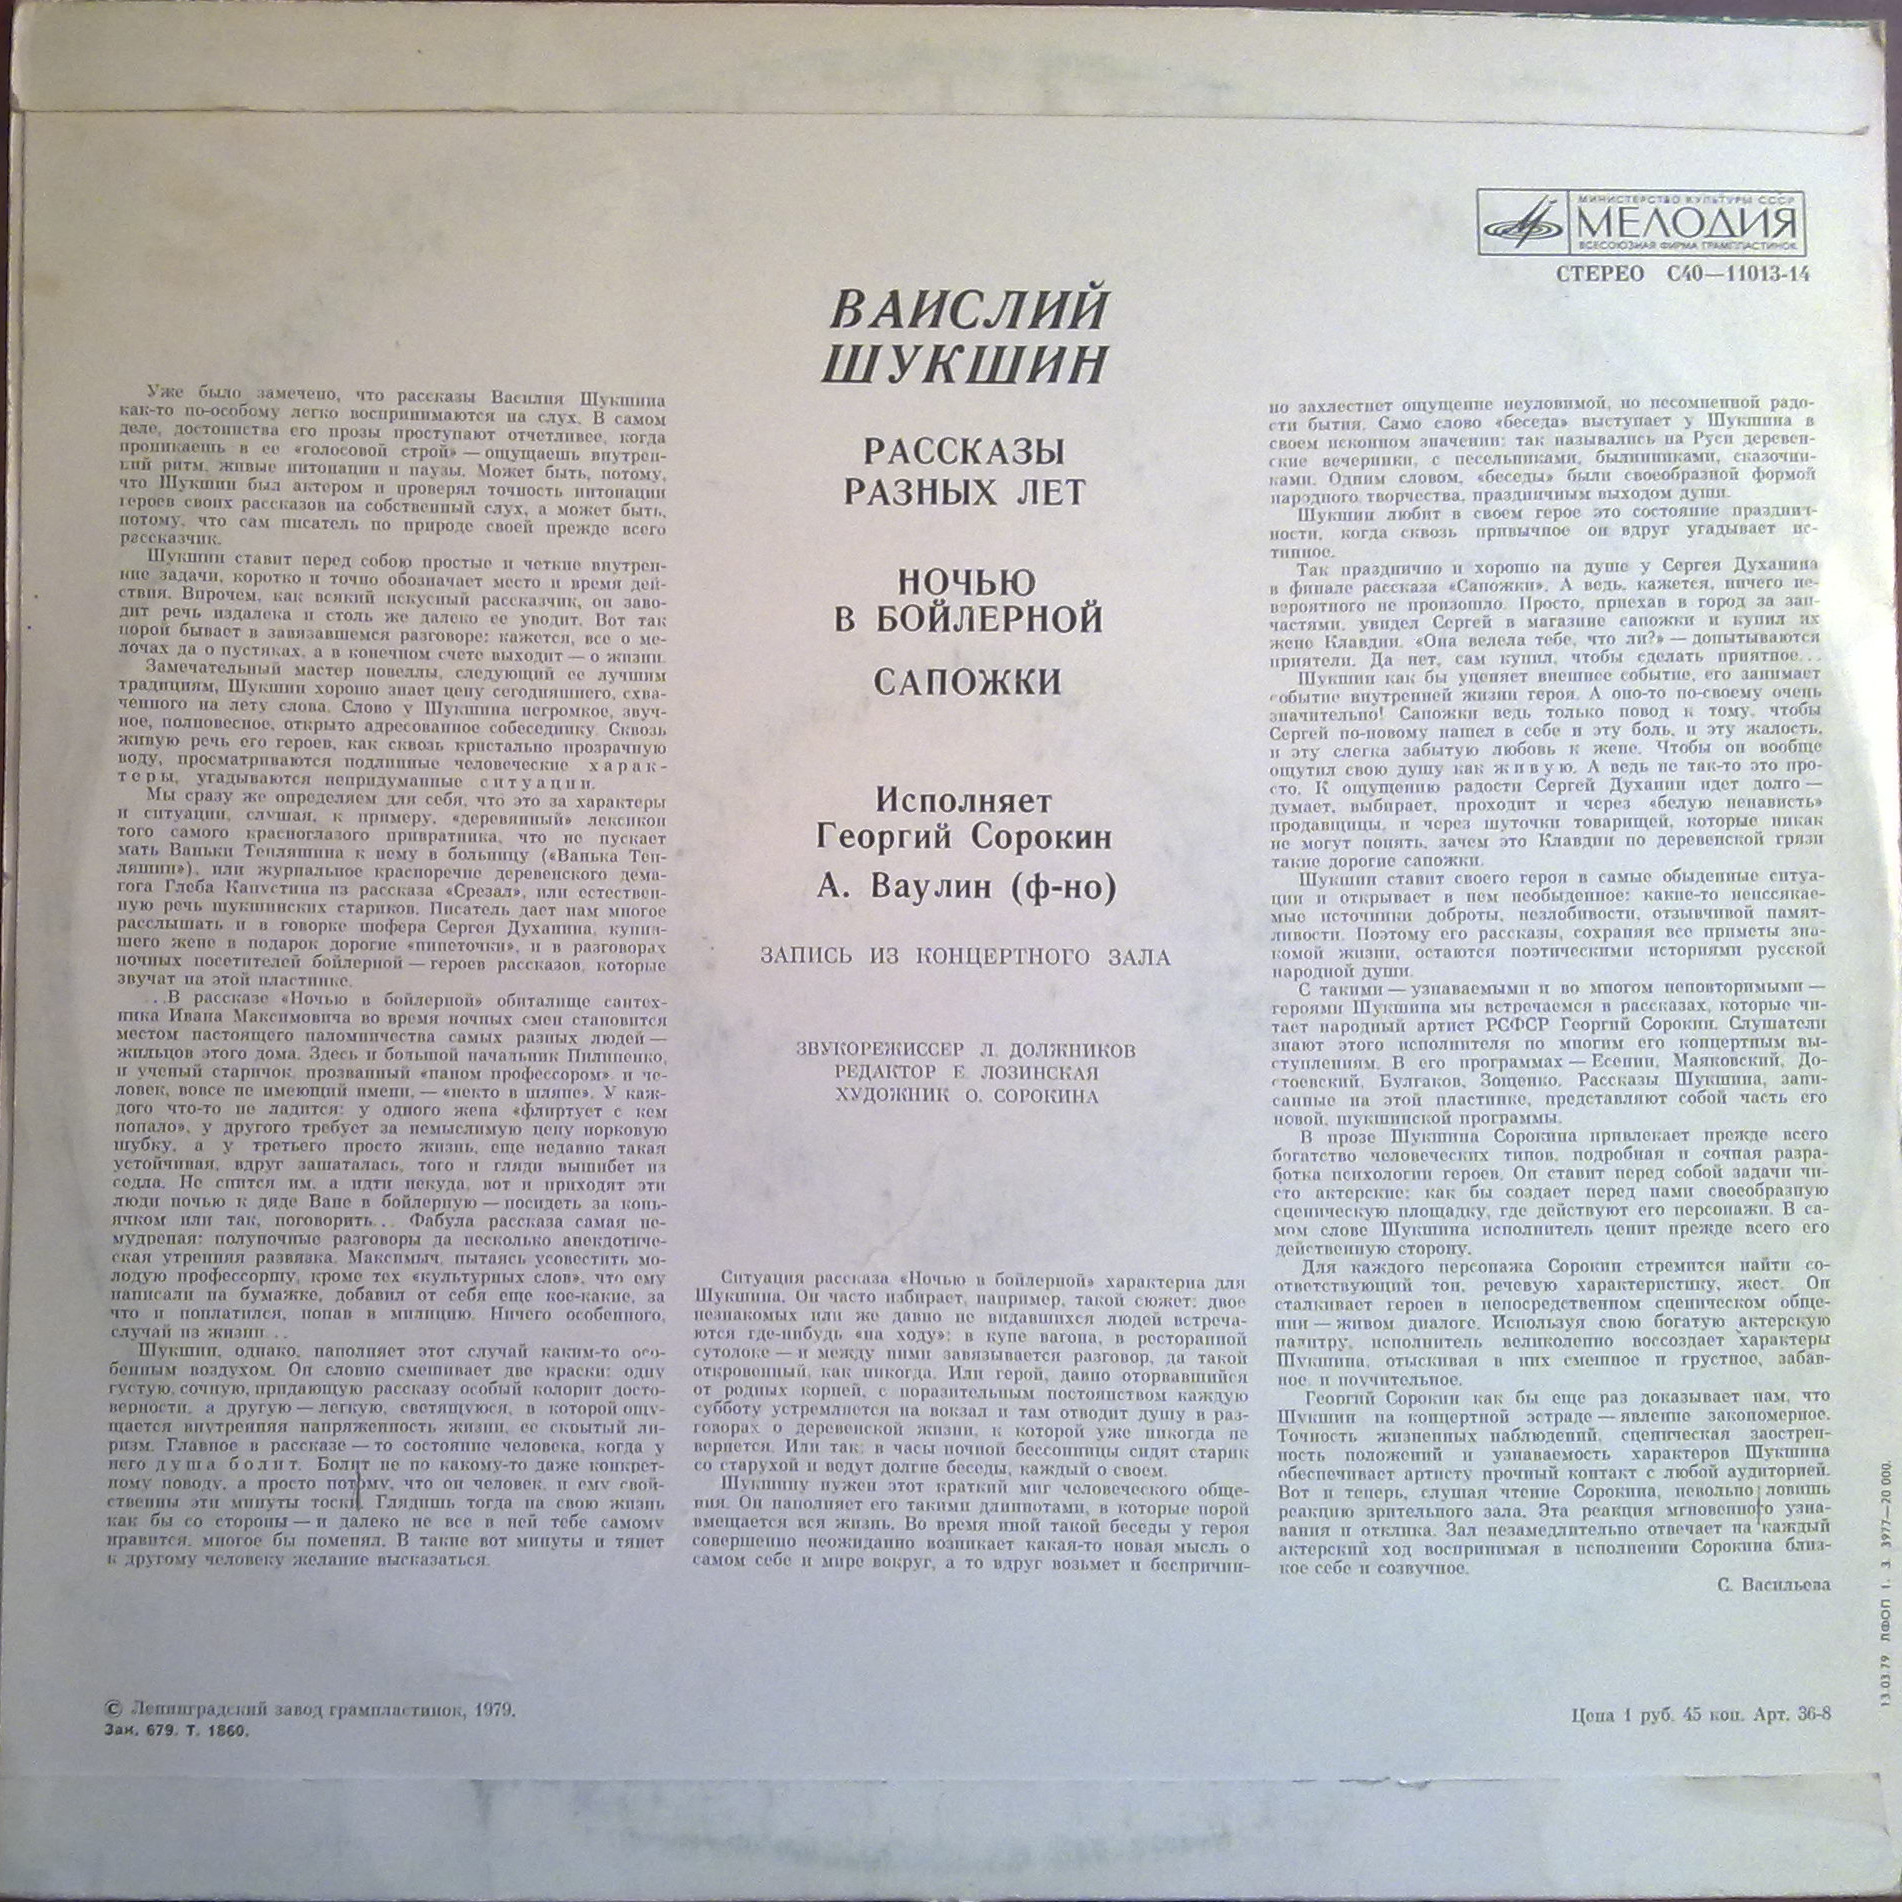 МИНИСТЕРСТВО КУЛЬТУРЫ СССР
МЕЛОДИЯ
ВСЕСОЮЗНАЯ ФИРМА ГРАМПЛАСТИНОК
СТЕРЕО С40—11013-14
ВАИСЛИЙ
ШУКШИН
РАССКАЗЫ
РАЗНЫХ ЛЕТ
НОЧЬЮ
В БОЙЛЕРНОЙ
САПОЖКИ
Исполняет
Георгий Сорокин
А. Ваулин (ф-но)
ЗАПИСЬ ИЗ КОНЦЕРТНОГО ЗАЛА
ЗВУКОРЕЖИССЕР Л. ДОЛЖНИКОВ
РЕДАКТОР Е. ЛОЗИНСКАЯ
ХУДОЖНИК О. СОРОКИНА
Уже было замечено, что рассказы Василия Шукшина
как-то по-особому легко воспринимаются на слух. В самом
деле, достоинства его прозы проступают отчетливее, когда
проникаешь в ее «голосовой строй» — ощущаешь внутрен-
ний ритм, живые интонации и паузы. Может быть, потому,
что Шукшин был актером и проверял точность интонации
героев своих рассказов на собственный слух, а может быть,
потому, что сам писатель по природе своей прежде всего
рассказчик.
Шукшин ставит перед собою простые и четкие внутрен-
ние задачи, коротко и точно обозначает место и время дей-
ствия. Впрочем, как всякий искусный рассказчик, он заво-
дит речь издалека и столь же далеко ее уводит. Вот так
порой бывает в завязавшемся разговоре: кажется, все о ме-
лочах да о пустяках, а в конечном счете выходит — о жизни.
Замечательный мастер новеллы, следующий ее лучшим
традициям, Шукшин хорошо знает цену сегодняшнего, схва-
ченного на лету слова. Слово у Шукшина негромкое, звуч-
ное, полновесное, открыто адресованное собеседнику. Сквозь
живую речь его героев, как сквозь кристально прозрачную
воду, просматриваются подлинные человеческие харак-
теры, угадываются непридуманные ситуации.
Мы сразу же определяем для себя, что это за характеры
и ситуации, слушая, к примеру, «деревянный» лексикон
того самого красноглазого привратника, что не пускает
мать Ваньки Тепляшина к нему в больницу («Ванька Теп-
ляшин»), или журнальное красноречие деревенского дема-
гога Глеба Капустина из рассказа «Срезал», или естествен-
ную речь шукшинских стариков. Писатель дает нам многое
расслышать и в говорке шофера Сергея Духанина, купив-
шего жене в подарок дорогие «пипеточки», и в разговорах
ночных посетителей бойлерной — героев рассказов, которые
звучат на этой пластинке.
...В рассказе «Ночью в бойлерной» обиталище сантех-
ника Ивана Максимовича во время ночных смен становится
местом настоящего паломничества самых разных людей —
жильцов этого дома. Здесь и большой начальник Пилипенко,
и ученый старичок, прозванный «паном профессором» и че-
ловек, вовсе не имеющий имени, — «некто в шляпе». У каж-
дого что-то не ладится: у одного жена «флиртует с кем
попало», у другого требует за немыслимую цену норковую
шубку, а у третьего просто жизнь, еще недавно такая
устойчивая, вдруг зашаталась, того и гляди вышибет из
седла. Не спится им, а идти некуда, вот и приходят эти
люди ночью к дяде Ване в бойлерную — посидеть за конь-
ячком или так, поговорить... Фабула рассказа самая не-
мудреная: полуночные разговоры да несколько анекдотиче-
ская утренняя развязка. Максимыч, пытаясь усовестить мо-
лодую профессоршу, кроме тех «культурных слов», что ему
написали на бумажке, добавил от себя еще кое-какие, за
что и поплатился, попав в милицию. Ничего особенного,
случай из жизни...
Шукшин, однако, наполняет этот случай каким-то осо-
бенным воздухом. Он словно смешивает две краски: одну
густую, сочную, придающую рассказу особый колорит досто-
верности, а другую — легкую, светящуюся, в которой ощу-
щается внутренняя напряженность жизни, ее скрытый ли-
ризм. Главное в рассказе — то состояние человека, когда у
него душа болит. Болит не по какому-то даже конкрет-
ному поводу, а просто потому, что он человек, и ему свой-
ственны эти минуты тоски. Глядишь тогда на свою жизнь
как бы со стороны — и далеко не все в ней тебе самому
нравится, многое бы поменял. В такие вот минуты и тянет
к другому человеку желание высказаться.
Ситуация рассказа «Ночью в бойлерной» характерна для
Шукшина. Он часто избирает, например, такой сюжет: двое
незнакомых или же давно не видавшихся людей встреча-
ются где-нибудь «на ходу»: в купе вагона, в ресторанной
сутолоке — и между ними завязывается разговор, да такой
откровенный, как никогда. Или герой, давно оторвавшийся
от родных корней, с поразительным постоянством каждую
субботу устремляется на вокзал и там отводит душу в раз-
говорах о деревенской жизни, к которой уже никогда не
вернется. Или так: в часы ночной бессонницы сидят старик
со старухой и ведут долгие беседы, каждый о своем.
Шукшину нужен этот краткий миг человеческого обще-
ния. Он наполняет его такими длиннотами, в которые порой
вмещается вся жизнь. Во время иной такой беседы у героя
совершенно неожиданно возникает какая-то новая мысль о
самом себе и мире вокруг, а то вдруг возьмет и беспричин-
но захлестнет ощущение неуловимой, но несомненной радо-
сти бытия. Само слово «беседа» выступает у Шукшина в
своем исконном значении: так назывались на Руси деревен-
ские вечеринки, с песельниками, былинниками, сказочни-
ками. Одним словом, «беседы» были своеобразной формой
народного творчества, праздничным выходом души.
Шукшин любит в своем герое это состояние празднич-
ности, когда сквозь привычное он вдруг угадывает ис-
тинное.
Так празднично и хорошо на душе у Сергея Духанина
в финале рассказа «Сапожки». А ведь, кажется, ничего не-
вероятного не произошло. Просто, приехав в город за зап-
частями, увидел Сергей в магазине сапожки и купил их
жене Клавдии. «Она велела тебе, что ли?» — допытываются
приятели. Да нет, сам купил, чтобы сделать приятное...
Шукшин как бы уценяет внешнее событие, его занимает
событие внутренней жизни героя. А оно-то по-своему очень
значительно! Сапожки ведь только повод к тому, чтобы
Сергей по-новому нашел в себе и эту боль, и эту жалость,
и эту слегка забытую любовь к жене. Чтобы он вообще
ощутил свою душу как живую. А ведь не так-то это про-
сто. К ощущению радости Сергей Духанин идет долго —
думает, выбирает, проходит и через «белую ненависть»
продавщицы, и через шуточки товарищей, которые никак
не могут понять, зачем это Клавдии по деревенской грязи
такие дорогие сапожки.
Шукшин ставит своего героя в самые обыденные ситуа-
ции и открывает в нем необыденное: какие-то неиссякае-
мые источники доброты, незлобивости, отзывчивой памят-
ливости. Поэтому его рассказы, сохраняя все приметы зна-
комой жизни, остаются поэтическими историями русской
народной души.
С такими — узнаваемыми и во многом неповторимыми —
героями Шукшина мы встречаемся в рассказах, которые чи-
тает народный артист РСФСР Георгий Сорокин. Слушатели
знают этого исполнителя по многим его концертным вы-
ступлениям. В его программах — Есенин, Маяковский, До-
стоевский, Булгаков, Зощенко. Рассказы Шукшина, запи-
санные на этой пластинке, представляют собой часть его
новой, шукшинской программы.
В прозе Шукшина Сорокина привлекает прежде всего
богатство человеческих типов, подробная и сочная разра-
ботка психологии героев. Он ставит перед собой задачи чи-
сто актерские: как бы создает перед нами своеобразную
сценическую площадку, где действуют его персонажи. В са-
мом слове Шукшина исполнитель ценит прежде всего его
действенную сторону.
Для каждого персонажа Сорокин стремится найти со-
ответствующий тон, речевую характеристику, жест. Он
сталкивает героев в непосредственном сценическом обще-
нии — живом диалоге. Используя свою богатую актерскую
палитру, исполнитель великолепно воссоздает характеры
Шукшина, отыскивая в них смешное и грустное, забав-
ное и поучительное.
Георгий Сорокин как бы еще раз доказывает нам, что
Шукшин на концертной эстраде — явление закономерное.
Точность жизненных наблюдений, сценическая заострен-
ность положений и узнаваемость характеров Шукшина
обеспечивает артисту прочный контакт с любой аудиторией.
Вот и теперь, слушая чтение Сорокина, невольно ловишь
реакцию зрительного зала. Эта реакция мгновенного узна-
вания и отклика. Зал незамедлительно отвечает на каждый
актерский ход воспринимая в исполнении Сорокина близ-
кое себе и созвучное.
С. Васильева
© Ленинградский завод грампластинок, 1979.
Зак. 679. Т. 1860.
Цена 1 руб. 45 коп. Арт. 36-8
13.03.79 ЛФОП 1. З. 3977—20 000.